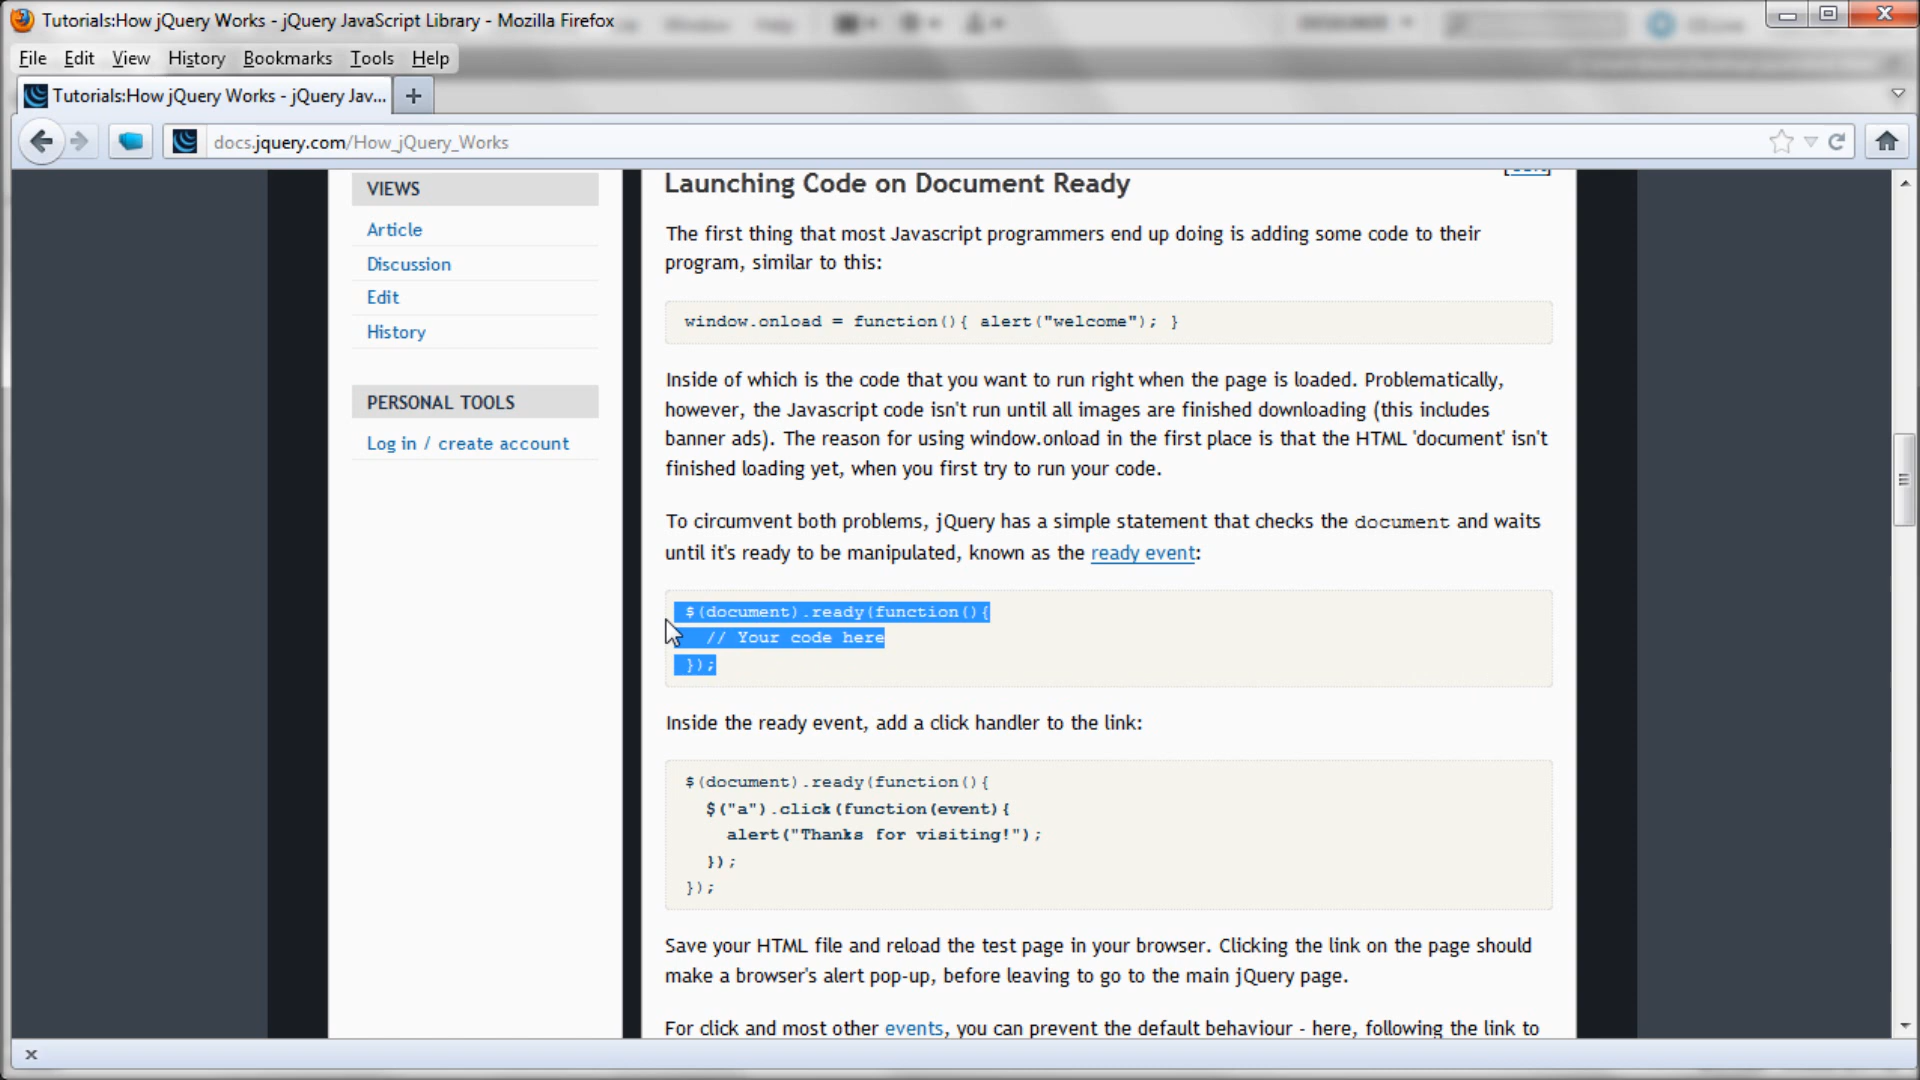 Tutorials:How jQuery Works - jQuery JavaScript Library - Mozilla Firefox
Window Help
File Edit View History Bookmarks Tools Help
Tutorials:How jQuery Works - jQuery Jav...
docs.jquery.com/How_jQuery_Works
VIEWS
Article
Discussion
Edit
History
PERSONAL TOOLS
Log in / create account
Launching Code on Document Ready
The first thing that most Javascript programmers end up doing is adding some code to their
program, similar to this:
window.onload = function(){ alert("welcome"); }
Inside of which is the code that you want to run right when the page is loaded. Problematically,
however, the Javascript code isn't run until all images are finished downloading (this includes
banner ads). The reason for using window.onload in the first place is that the HTML 'document' isn't
finished loading yet, when you first try to run your code.
To circumvent both problems, jQuery has a simple statement that checks the document and waits
until it's ready to be manipulated, known as the ready event:
$(document).ready(function(){
// Your code here
});
Inside the ready event, add a click handler to the link:
$(document).ready(function(){
$("a").click(function(event){
alert("Thanks for visiting!");
});
});
Save your HTML file and reload the test page in your browser. Clicking the link on the page should
make a browser's alert pop-up, before leaving to go to the main jQuery page.
For click and most other events, you can prevent the default behaviour - here, following the link to